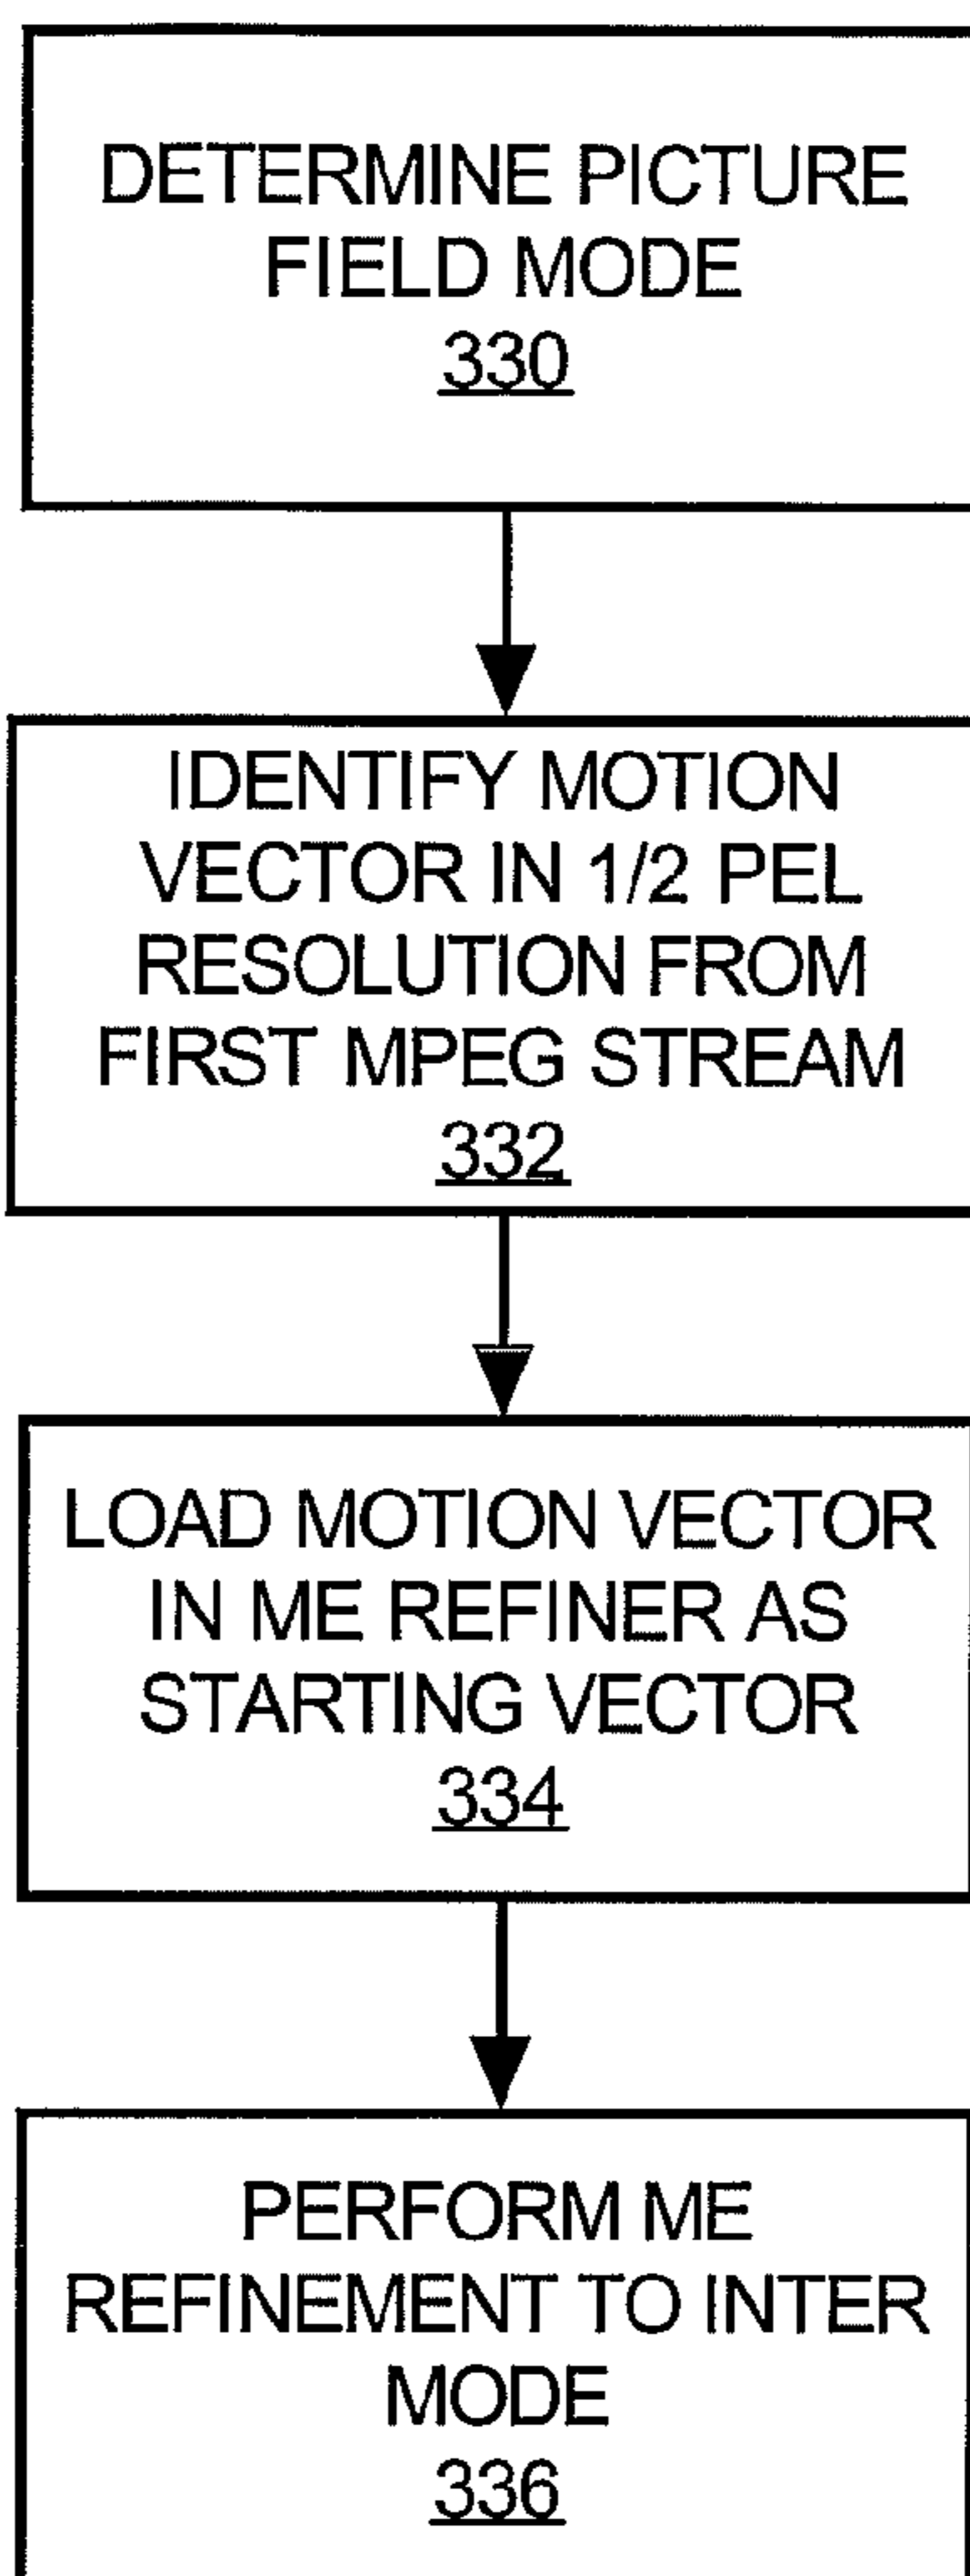 DETERMINE PICTURE
FIELD MODE
330
IDENTIFY MOTION
VECTOR IN 1/2 PEL
RESOLUTION FROM
FIRST MPEG STREAM
332
LOAD MOTION VECTOR
IN ME REFINER AS
STARTING VECTOR
334
PERFORM ME
REFINEMENT TO INTER
MODE
336